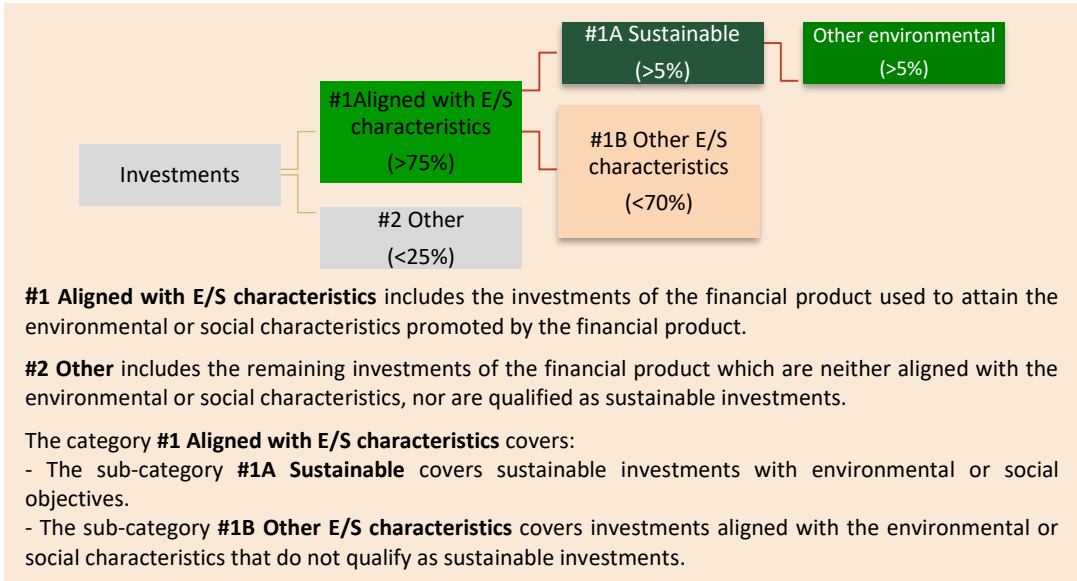 #1A Sustainable
(>5%)
Other environmental
(>5%)
#1Aligned with E/S
characteristics
(>75%)
#1B Other E/S
characteristics
(<70%)
Investments
#2 Other
(<25%)
#1 Aligned with E/S characteristics includes the investments of the financial product used to attain the
environmental or social characteristics promoted by the financial product.
#2 Other includes the remaining investments of the financial product which are neither aligned with the
environmental or social characteristics, nor are qualified as sustainable investments.
The category #1 Aligned with E/S characteristics covers:
- The sub-category #1A Sustainable covers sustainable investments with environmental or social
objectives.
- The sub-category #1B Other E/S characteristics covers investments aligned with the environmental or
social characteristics that do not qualify as sustainable investments.